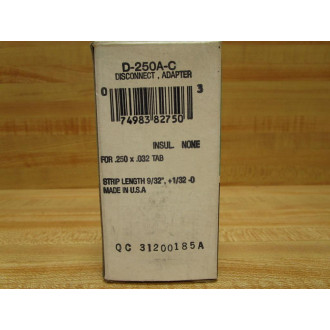 D-250A-C
DISCONNECT, ADAPTER
0 74983 82750 3
INSUL. NONE
FOR .250 x .032 TAB
STRIP LENGTH 9/32", +1/32 -0
MADE IN U.S.A
QC 31200185A